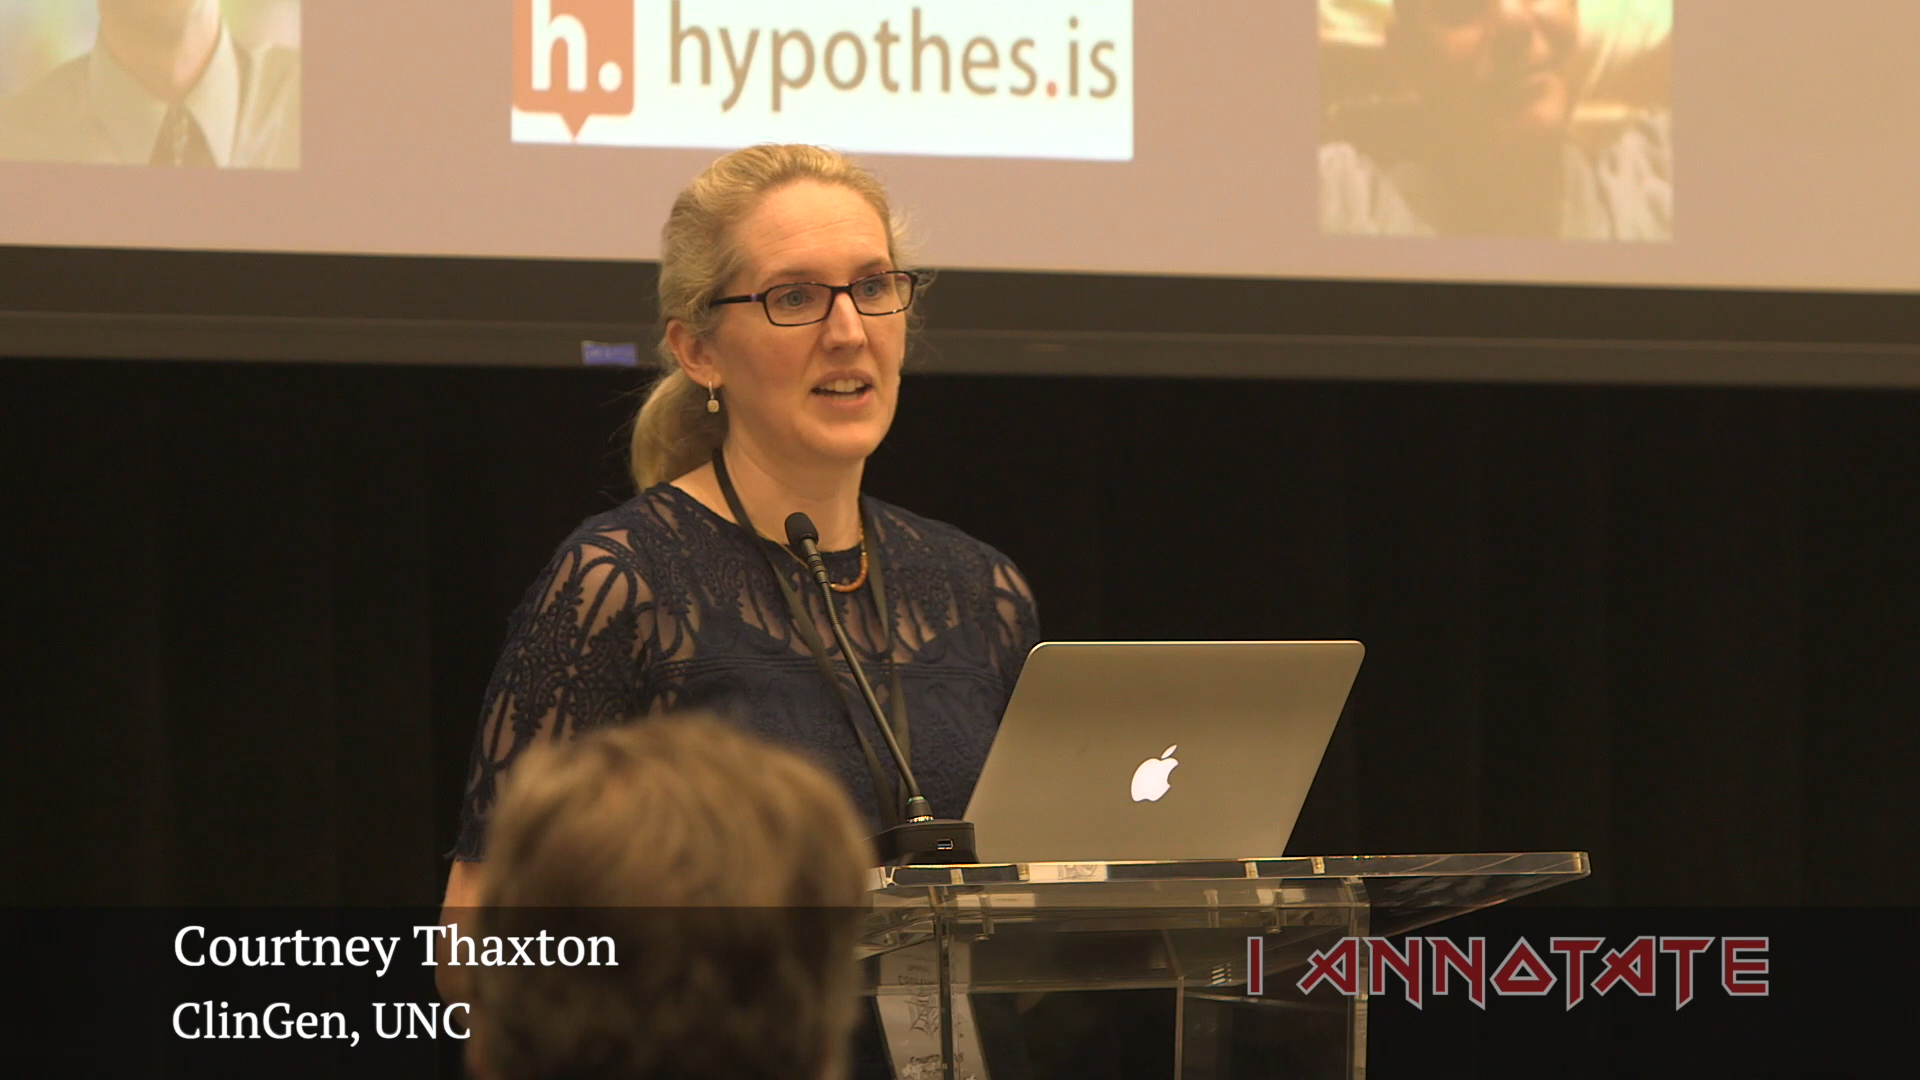 h. hypothes.is
Courtney Thaxton
ClinGen, UNC
I ANNOTATE